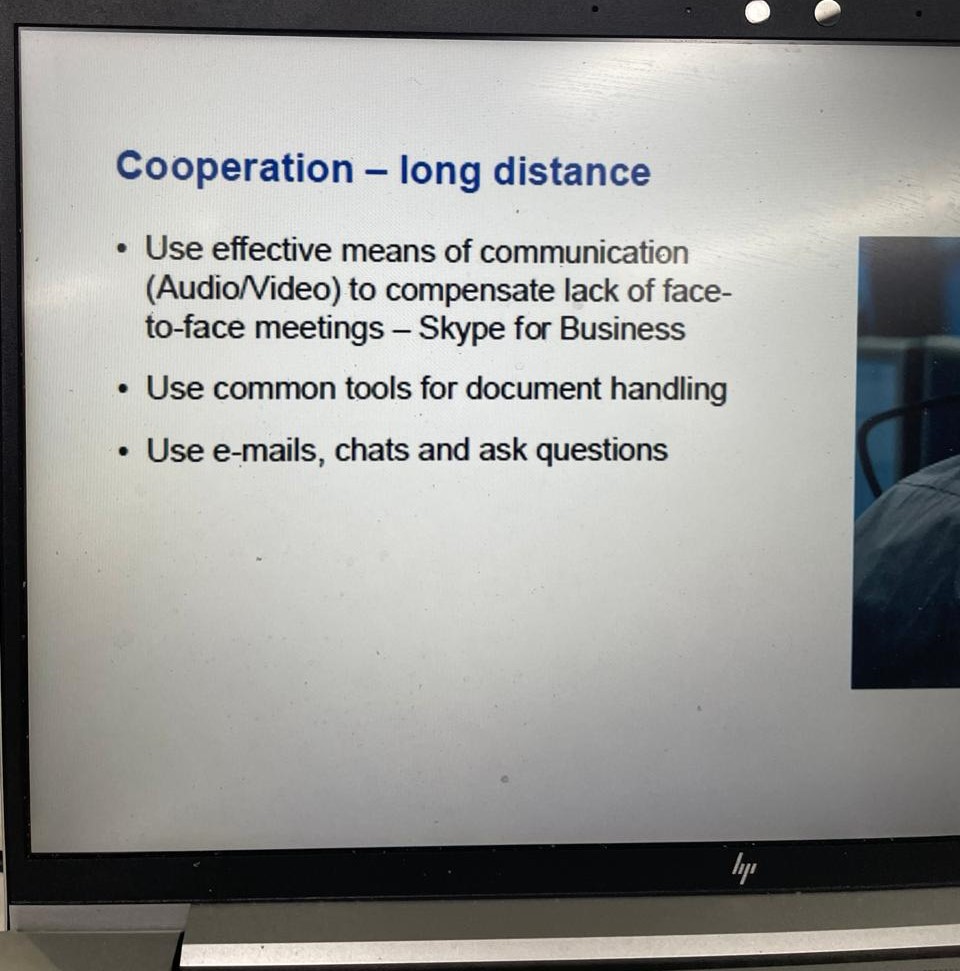 Cooperation – long distance
• Use effective means of communication
(Audio/Video) to compensate lack of face-
to-face meetings – Skype for Business
• Use common tools for document handling
• Use e-mails, chats and ask questions
hp